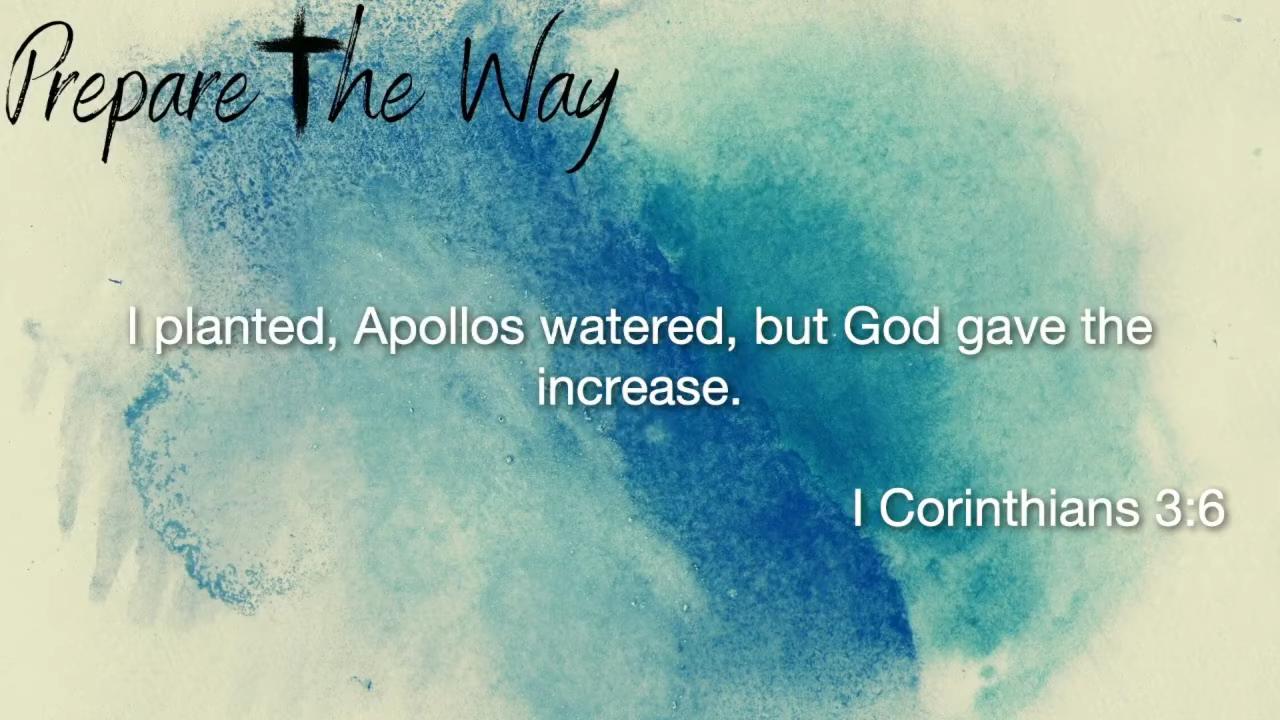 Prepare The Way
I planted, Apollos watered, but God gave the
increase.
I Corinthians 3:6